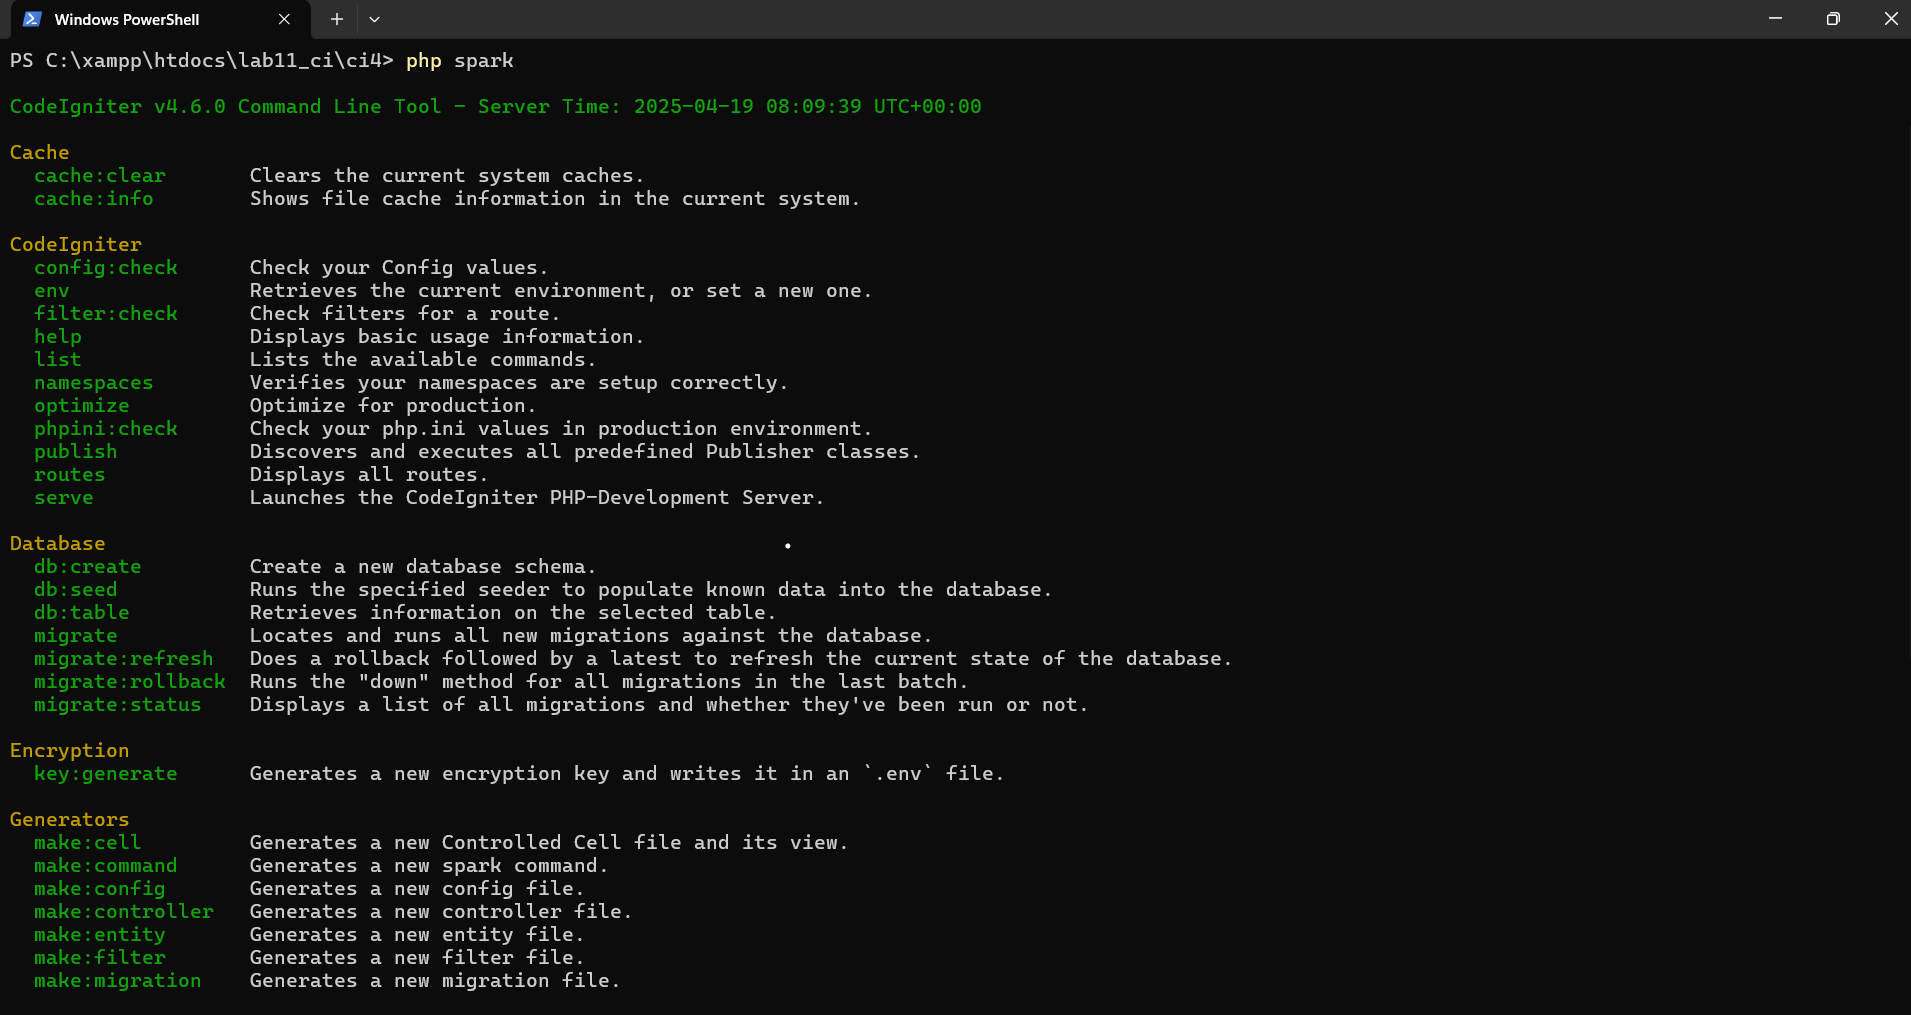 Windows PowerShell
PS C:\xampp\htdocs\lab11_ci\ci4> php spark
CodeIgniter v4.6.0 Command Line Tool - Server Time: 2025-04-19 08:09:39 UTC+00:00
Cache
cache:clear Clears the current system caches.
cache:info Shows file cache information in the current system.
CodeIgniter
config:check Check your Config values.
env Retrieves the current environment, or set a new one.
filter:check Check filters for a route.
help Displays basic usage information.
list Lists the available commands.
namespaces Verifies your namespaces are setup correctly.
optimize Optimize for production.
phpini:check Check your php.ini values in production environment.
publish Discovers and executes all predefined Publisher classes.
routes Displays all routes.
serve Launches the CodeIgniter PHP-Development Server.
Database
db:create Create a new database schema.
db:seed Runs the specified seeder to populate known data into the database.
db:table Retrieves information on the selected table.
migrate Locates and runs all new migrations against the database.
migrate:refresh Does a rollback followed by a latest to refresh the current state of the database.
migrate:rollback Runs the "down" method for all migrations in the last batch.
migrate:status Displays a list of all migrations and whether they've been run or not.
Encryption
key:generate Generates a new encryption key and writes it in an `.env` file.
Generators
make:cell Generates a new Controlled Cell file and its view.
make:command Generates a new spark command.
make:config Generates a new config file.
make:controller Generates a new controller file.
make:entity Generates a new entity file.
make:filter Generates a new filter file.
make:migration Generates a new migration file.